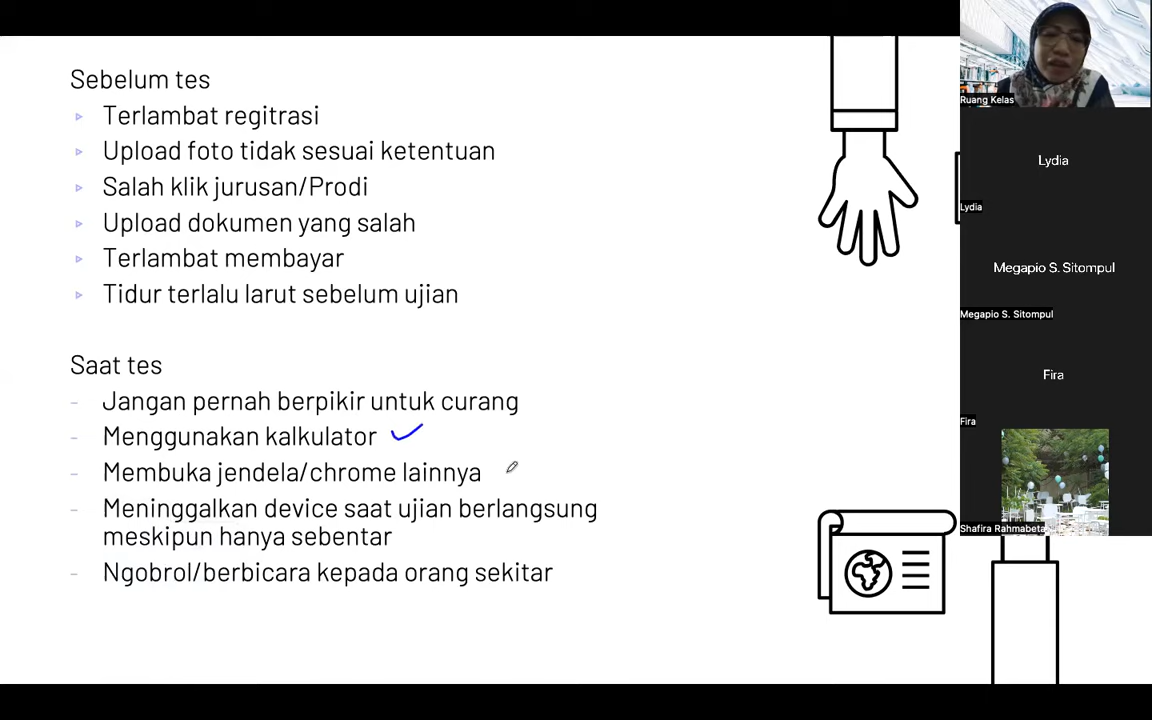 Sebelum tes
▹ Terlambat regitrasi
▹ Upload foto tidak sesuai ketentuan
▹ Salah klik jurusan/Prodi
▹ Upload dokumen yang salah
▹ Terlambat membayar
▹ Tidur terlalu larut sebelum ujian
Saat tes
- Jangan pernah berpikir untuk curang
- Menggunakan kalkulator
- Membuka jendela/chrome lainnya
- Meninggalkan device saat ujian berlangsung
meskipun hanya sebentar
- Ngobrol/berbicara kepada orang sekitar
Ruang Kelas
Lydia
Lydia
Megapio S. Sitompul
Megapio S. Sitompul
Fira
Fira
Shafira Rahmabeta